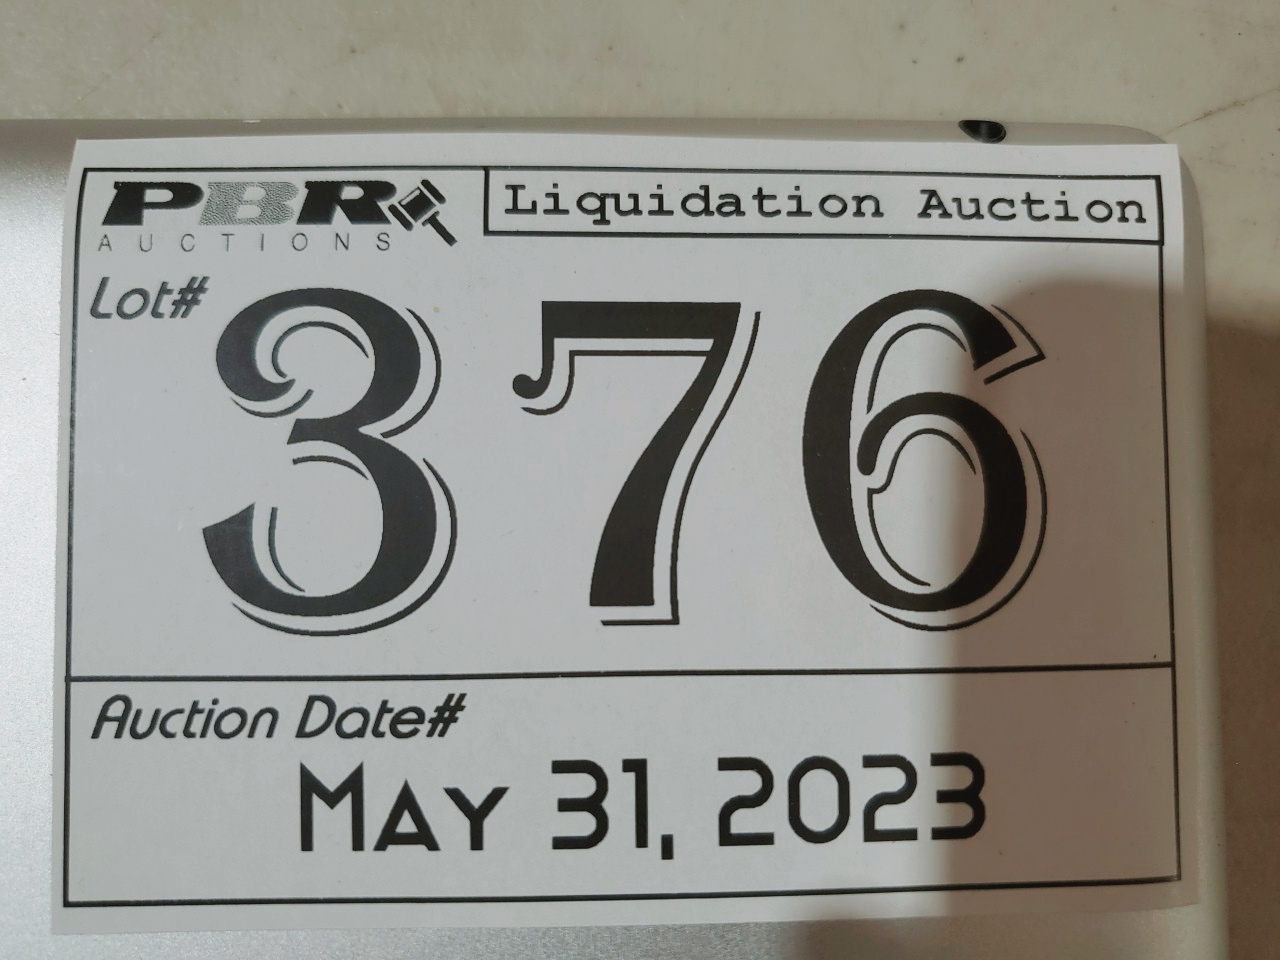 PBR
AUCTIONS
Liquidation Auction
Lot#
376
Auction Date#
MAY 31, 2023